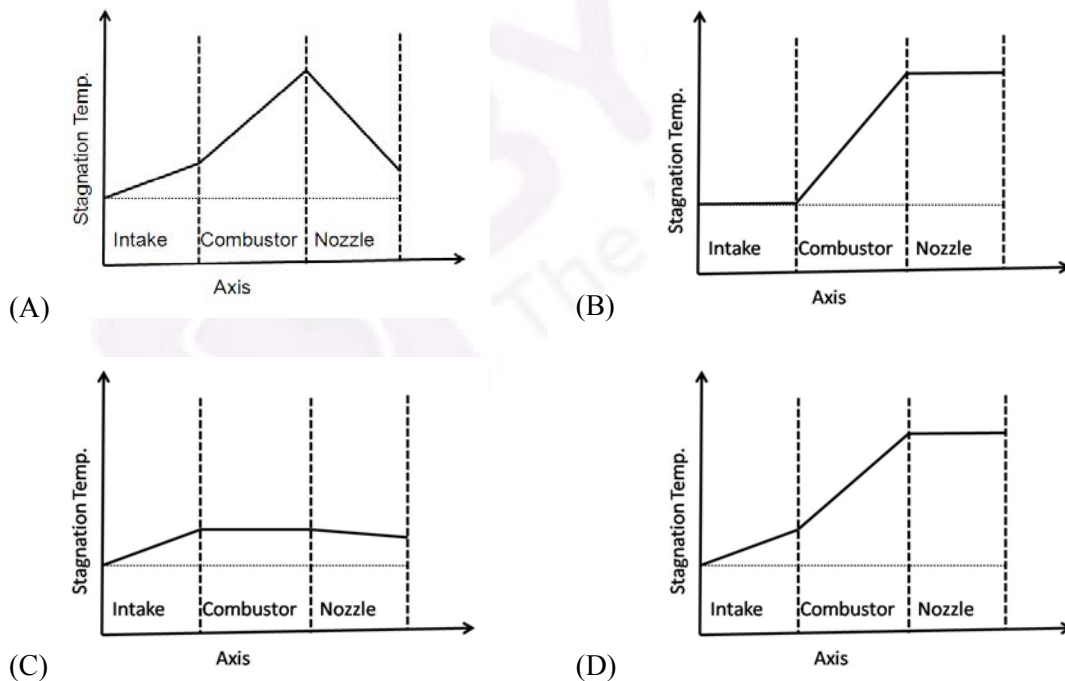 Stagnation Temp.
Intake Combustor Nozzle
Axis
(A)
Stagnation Temp.
Intake Combustor Nozzle
Axis
(B)
Stagnation Temp.
Intake Combustor Nozzle
Axis
(C)
Stagnation Temp.
Intake Combustor Nozzle
Axis
(D)
The